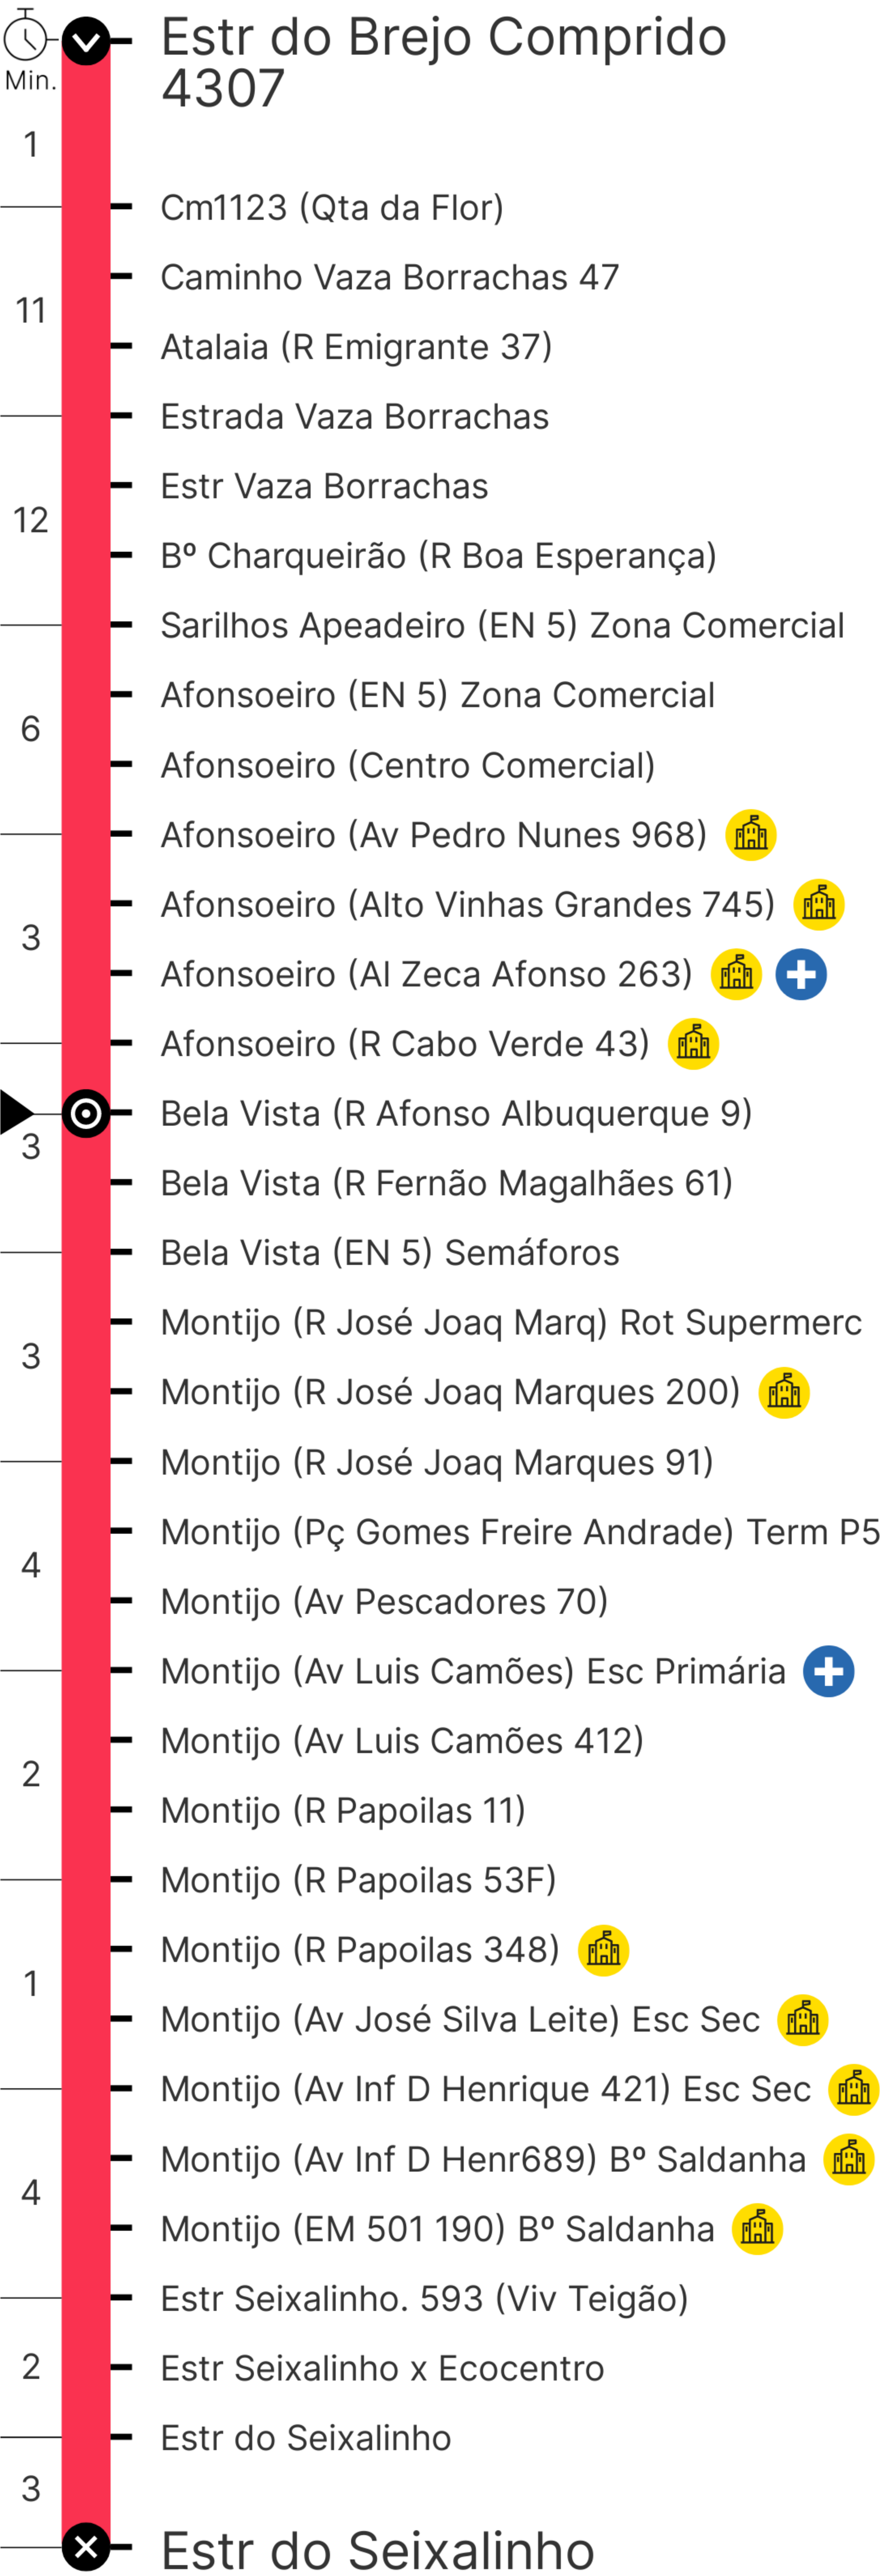 Estr do Brejo Comprido
4307
Min.
1
Cm1123 (Qta da Flor)
Caminho Vaza Borrachas 47
11
Atalaia (R Emigrante 37)
Estrada Vaza Borrachas
Estr Vaza Borrachas
12
Bº Charqueirão (R Boa Esperança)
Sarilhos Apeadeiro (EN 5) Zona Comercial
Afonsoeiro (EN 5) Zona Comercial
6
Afonsoeiro (Centro Comercial)
Afonsoeiro (Av Pedro Nunes 968)
Afonsoeiro (Alto Vinhas Grandes 745)
3
Afonsoeiro (Al Zeca Afonso 263)
Afonsoeiro (R Cabo Verde 43)
Bela Vista (R Afonso Albuquerque 9)
3
Bela Vista (R Fernão Magalhães 61)
Bela Vista (EN 5) Semáforos
Montijo (R José Joaq Marq) Rot Supermerc
3
Montijo (R José Joaq Marques 200)
Montijo (R José Joaq Marques 91)
Montijo (Pç Gomes Freire Andrade) Term P5
4
Montijo (Av Pescadores 70)
Montijo (Av Luis Camões) Esc Primária
Montijo (Av Luis Camões 412)
2
Montijo (R Papoilas 11)
Montijo (R Papoilas 53F)
Montijo (R Papoilas 348)
1
Montijo (Av José Silva Leite) Esc Sec
Montijo (Av Inf D Henrique 421) Esc Sec
Montijo (Av Inf D Henr689) Bº Saldanha
4
Montijo (EM 501 190) Bº Saldanha
Estr Seixalinho. 593 (Viv Teigão)
2
Estr Seixalinho x Ecocentro
Estr do Seixalinho
3
Estr do Seixalinho